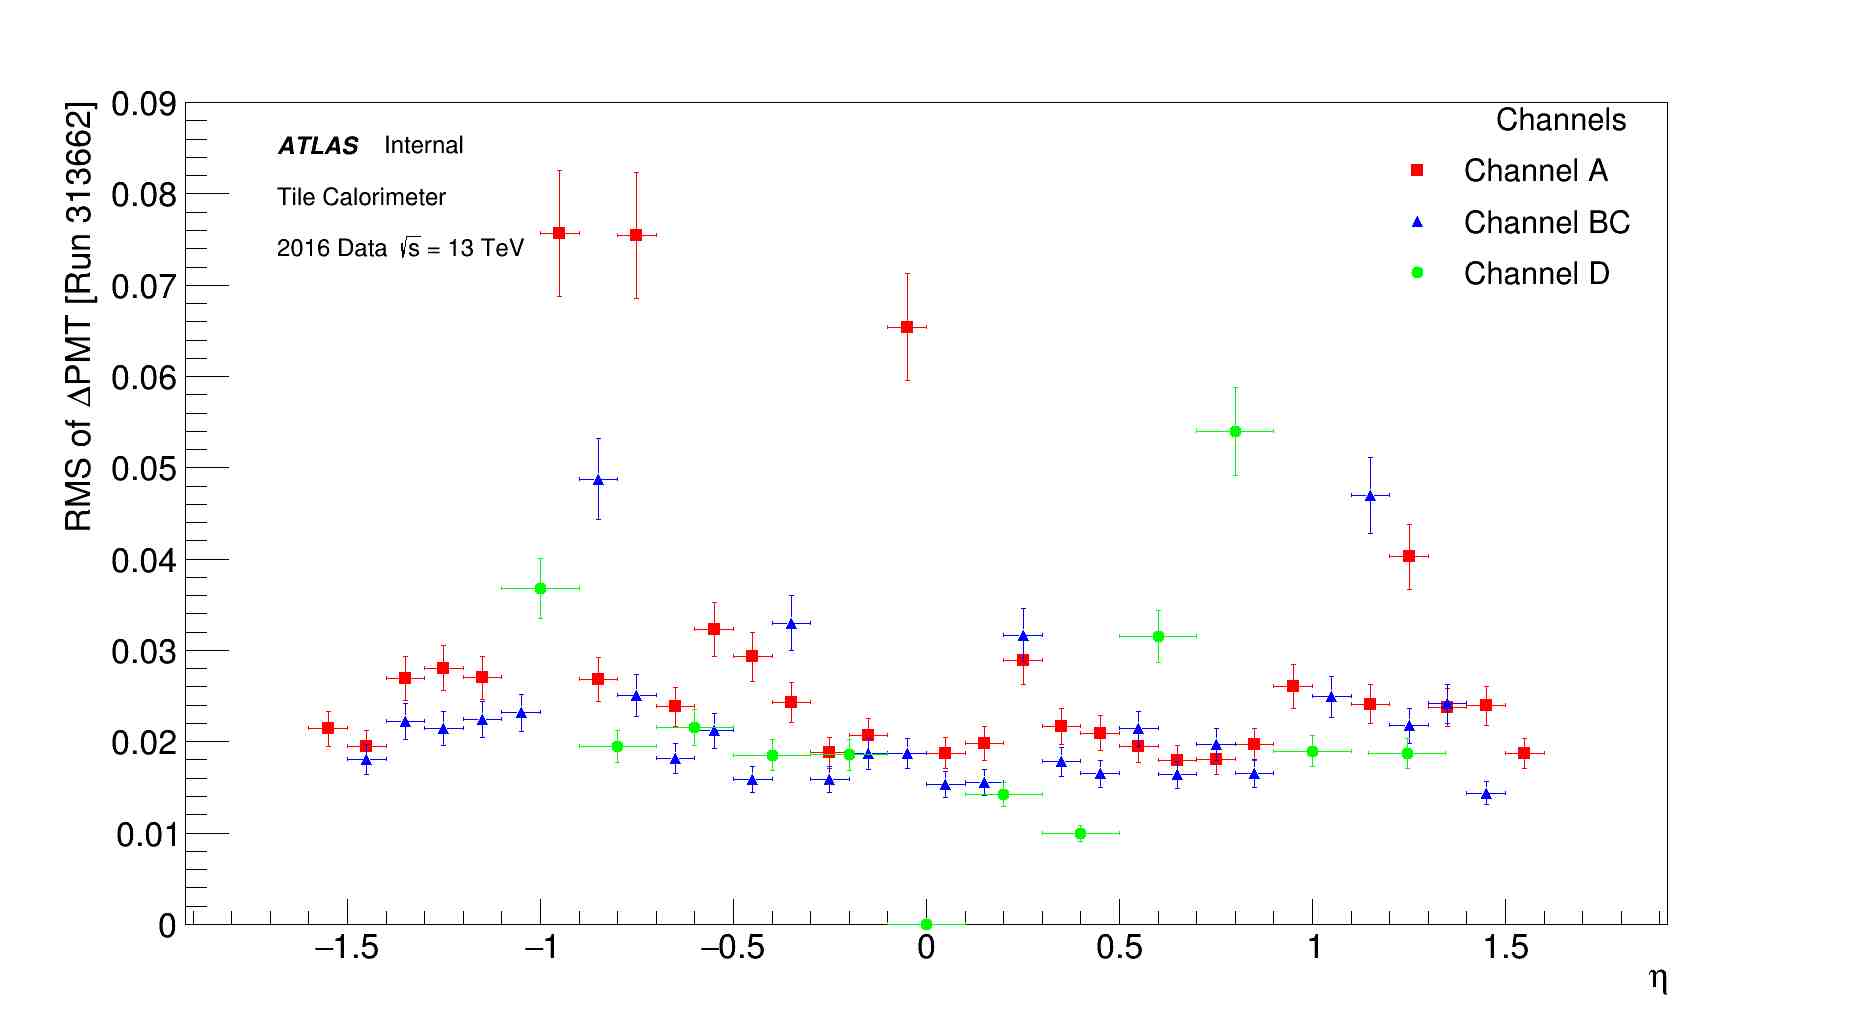 RMS of ΔPMT [Run 313662]
0.09
0.08
0.07
0.06
0.05
0.04
0.03
0.02
0.01
0
ATLAS Internal
Tile Calorimeter
2016 Data √s = 13 TeV
Channels
Channel A
Channel BC
Channel D
−1.5 −1 −0.5 0 0.5 1 1.5
η